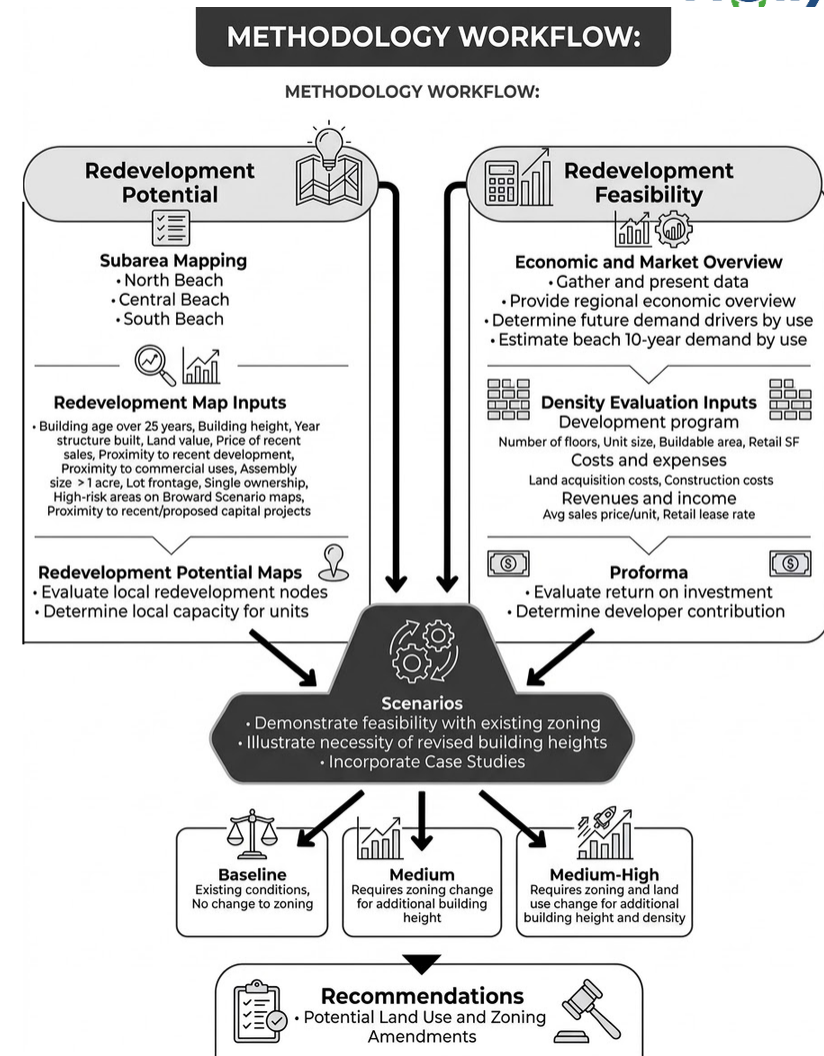 METHODOLOGY WORKFLOW:
METHODOLOGY WORKFLOW:
Redevelopment
Potential
Subarea Mapping
• North Beach
• Central Beach
• South Beach
Redevelopment Map Inputs
• Building age over 25 years, Building height, Year
structure built, Land value, Price of recent
sales, Proximity to recent development,
Proximity to commercial uses, Assembly
size >1 acre, Lot frontage, Single ownership,
High-risk areas on Broward Scenario maps,
Proximity to recent/proposed capital projects
Redevelopment Potential Maps
• Evaluate local redevelopment nodes
• Determine local capacity for units
Redevelopment
Feasibility
Economic and Market Overview
• Gather and present data
• Provide regional economic overview
• Determine future demand drivers by use
• Estimate beach 10-year demand by use
Density Evaluation Inputs
Development program
Number of floors, Unit size, Buildable area, Retail SF
Costs and expenses
Land acquisition costs, Construction costs
Revenues and income
Avg sales price/unit, Retail lease rate
$
$
Proforma
• Evaluate return on investment
• Determine developer contribution
Scenarios
• Demonstrate feasibility with existing zoning
• Illustrate necessity of revised building heights
• Incorporate Case Studies
Baseline
Existing conditions,
No change to zoning
Medium
Requires zoning change
for additional building
height
Medium-High
Requires zoning and land
use change for additional
building height and density
Recommendations
• Potential Land Use and Zoning
Amendments